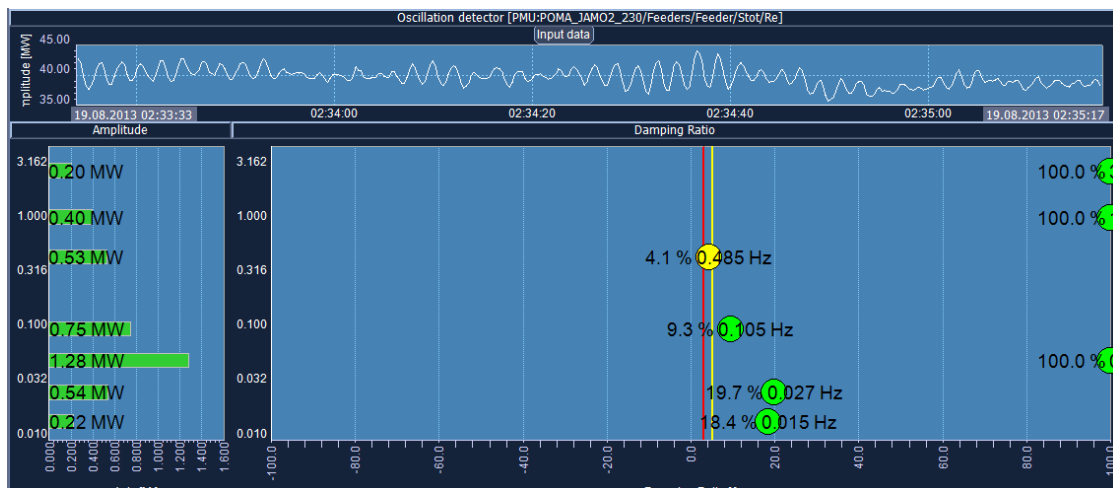 Oscillation detector [PMU:POMA_JAMO2_230/Feeders/Feeder/Stot/Re]
Input data
mplitude [MW]
45.00
40.00
35.00
19.08.2013 02:33:33 02:34:00 02:34:20 02:34:40 02:35:00 19.08.2013 02:35:17
Amplitude Damping Ratio
3.162 0.20 MW 3.162 100.0 % 3
1.000 0.40 MW 1.000 100.0 % 1
0.53 MW 4.1 % 0.485 Hz
0.316 0.316
0.100 0.75 MW 0.100 9.3 % 0.105 Hz
1.28 MW 100.0 % 0
0.032 0.54 MW 0.032 19.7 % 0.027 Hz
0.22 MW 18.4 % 0.015 Hz
0.010 0.010
0.000 0.200 0.400 0.600 0.800 1.000 1.200 1.400 1.600 -100.0 -80.0 -60.0 -40.0 -20.0 0.0 20.0 40.0 60.0 80.0 100.0